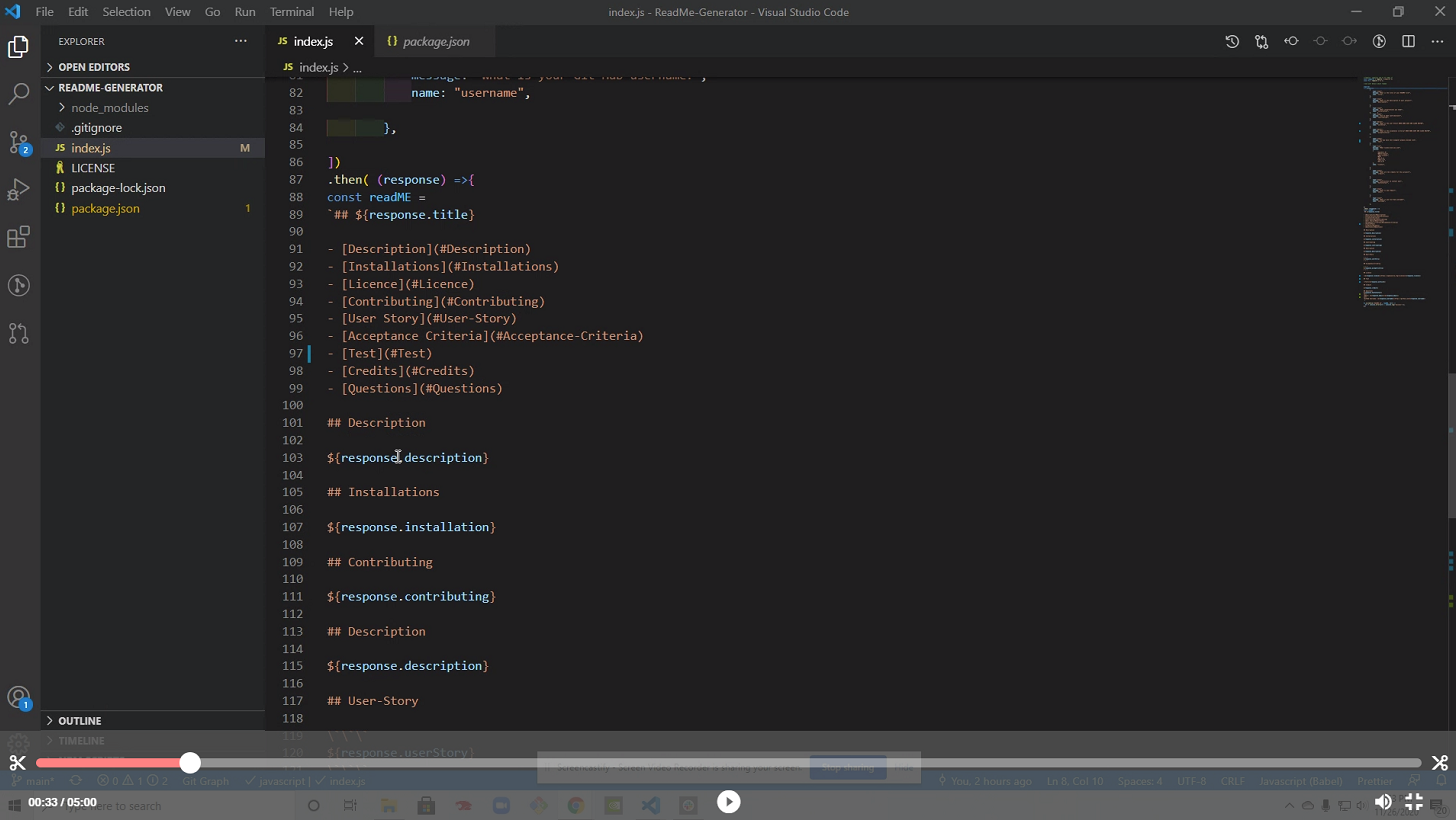 File Edit Selection View Go Run Terminal Help
index.js - ReadMe-Generator - Visual Studio Code
EXPLORER
OPEN EDITORS
README-GENERATOR
node_modules
.gitignore
JS index.js M
LICENSE
{} package-lock.json
{} package.json 1
OUTLINE
TIMELINE
2
1
JS index.js
{} package.json
JS index.js > ...
81 message: "What is your Git Hub username?",
82 name: "username",
83
84 },
85
86 ])
87 .then( (response) =>{
88 const readME =
89 `## ${response.title}
90
91 - [Description](#Description)
92 - [Installations](#Installations)
93 - [Licence](#Licence)
94 - [Contributing](#Contributing)
95 - [User Story](#User-Story)
96 - [Acceptance Criteria](#Acceptance-Criteria)
97 - [Test](#Test)
98 - [Credits](#Credits)
99 - [Questions](#Questions)
100
101 ## Description
102
103 ${response.description}
104
105 ## Installations
106
107 ${response.installation}
108
109 ## Contributing
110
111 ${response.contributing}
112
113 ## Description
114
115 ${response.description}
116
117 ## User-Story
118
119 \`\`\`
120 ${response.userStory}
Screencastify - Screen Video Recorder is sharing your screen. Stop sharing
main* 0 1 2 Git Graph javascript index.js
You, 2 hours ago Ln 8, Col 10 Spaces: 4 UTF-8 CRLF Javascript (Babel) Prettier
00:33 / 05:00
here to search